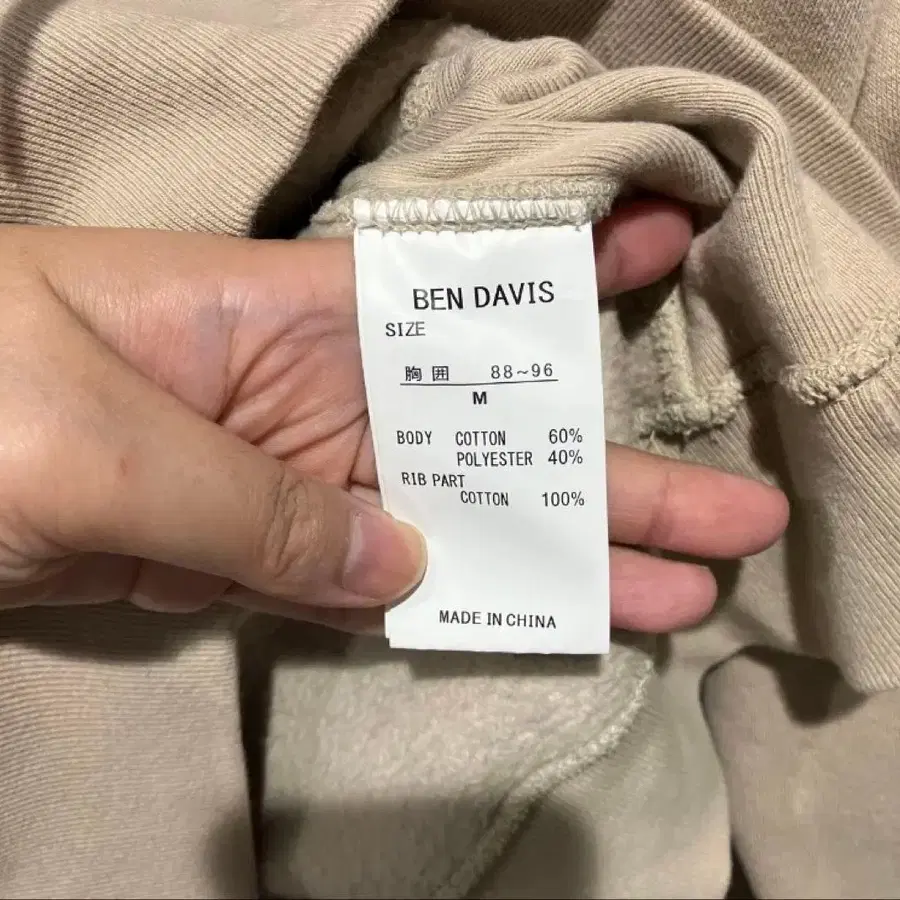 BEN DAVIS
SIZE
胸囲 88~96
M
BODY COTTON 60%
POLYESTER 40%
RIB PART
COTTON 100%
MADE IN CHINA